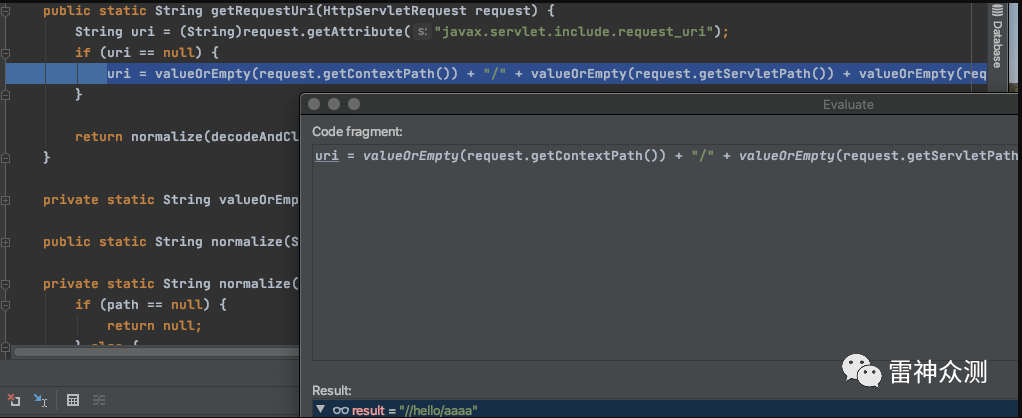 public static String getRequestUri(HttpServletRequest request) {
String uri = (String)request.getAttribute( s: "javax.servlet.include.request_uri");
if (uri == null) {
uri = valueOrEmpty(request.getContextPath()) + "/" + valueOrEmpty(request.getServletPath()) + valueOrEmpty(req
}
return normalize(decodeAndCl
}
private static String valueOrEmp
public static String normalize(S
private static String normalize(
if (path == null) {
return null;
} else {
Database
Evaluate
Code fragment:
uri = valueOrEmpty(request.getContextPath()) + "/" + valueOrEmpty(request.getServletPath
Result:
result = "//hello/aaaa"
雷神众测